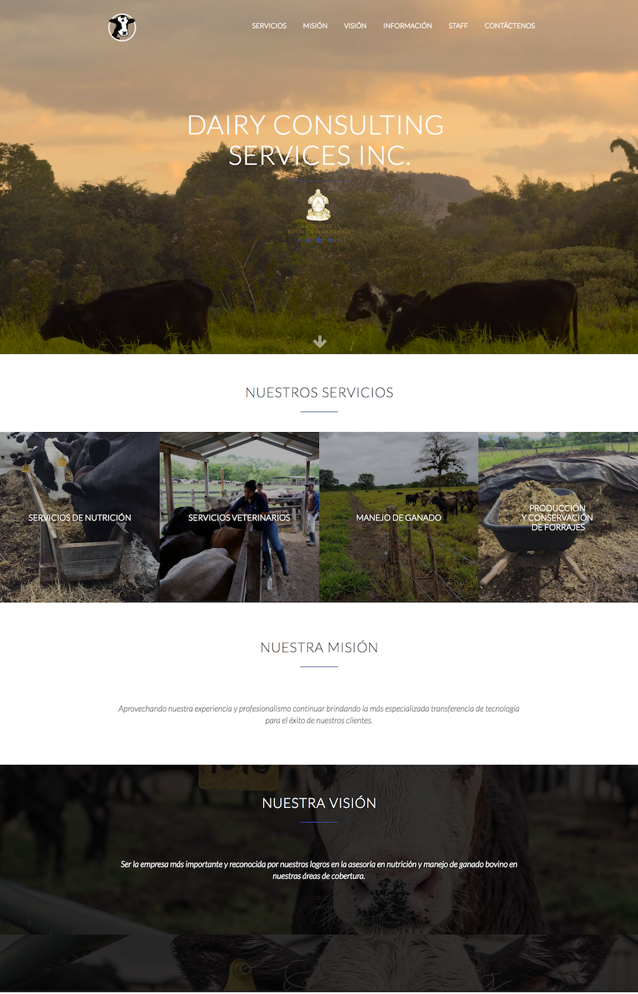 SERVICIOS MISIÓN VISIÓN INFORMACIÓN STAFF CONTÁCTENOS
DAIRY CONSULTING
SERVICES INC.
NUESTROS SERVICIOS
SERVICIOS DE NUTRICIÓN
SERVICIOS VETERINARIOS
MANEJO DE GANADO
PRODUCCIÓN
Y CONSERVACIÓN
DE FORRAJES
NUESTRA MISIÓN
Aprovechando nuestra experiencia y profesionalismo continuar brindando la más especializada transferencia de tecnología
para el éxito de nuestros clientes.
NUESTRA VISIÓN
Ser la empresa más importante y reconocida por nuestros logros en la asesoría en nutrición y manejo de ganado bovino en
nuestras áreas de cobertura.